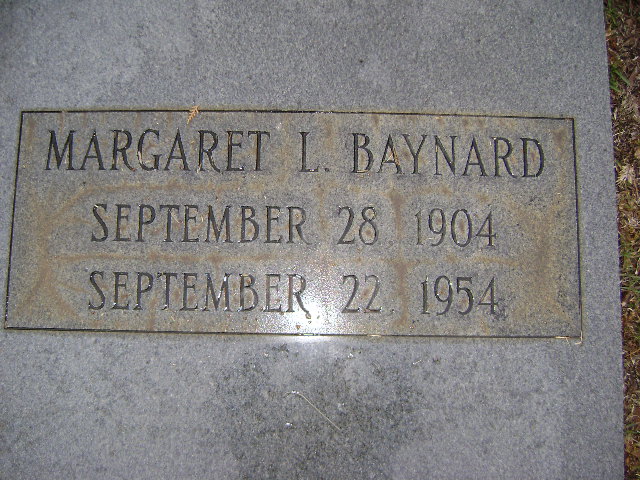 MARGARET L. BAYNARD
SEPTEMBER 28, 1904
SEPTEMBER 22, 1954